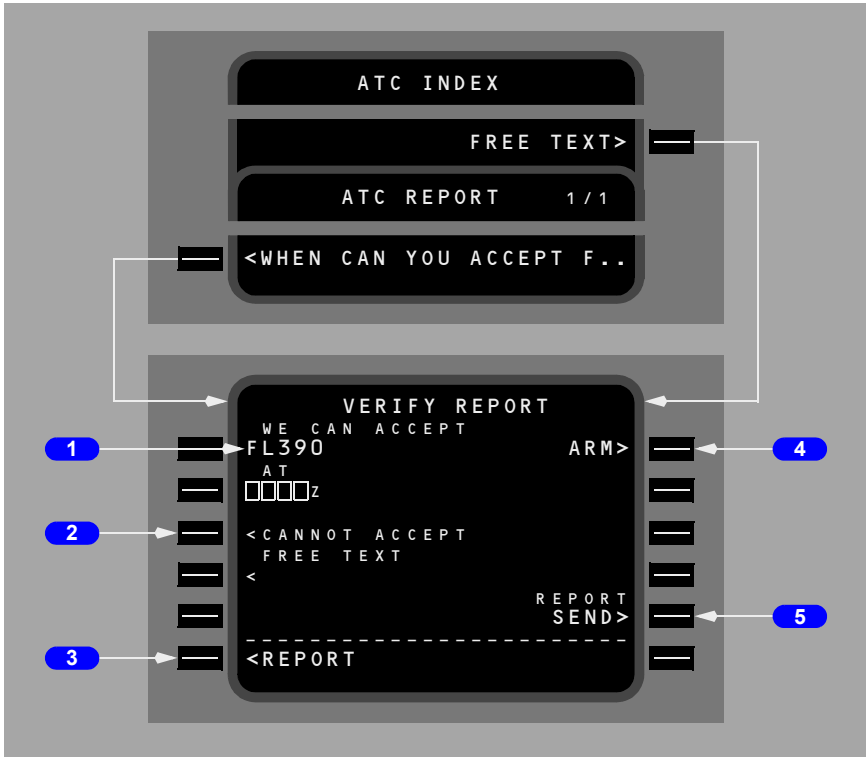 ATC INDEX
FREE TEXT>
ATC REPORT 1/1
<WHEN CAN YOU ACCEPT F..
VERIFY REPORT
WE CAN ACCEPT
1 FL390 ARM> 4
AT
□□□□Z
2 <CANNOT ACCEPT
FREE TEXT
<
REPORT
SEND> 5
------------------------
3 <REPORT